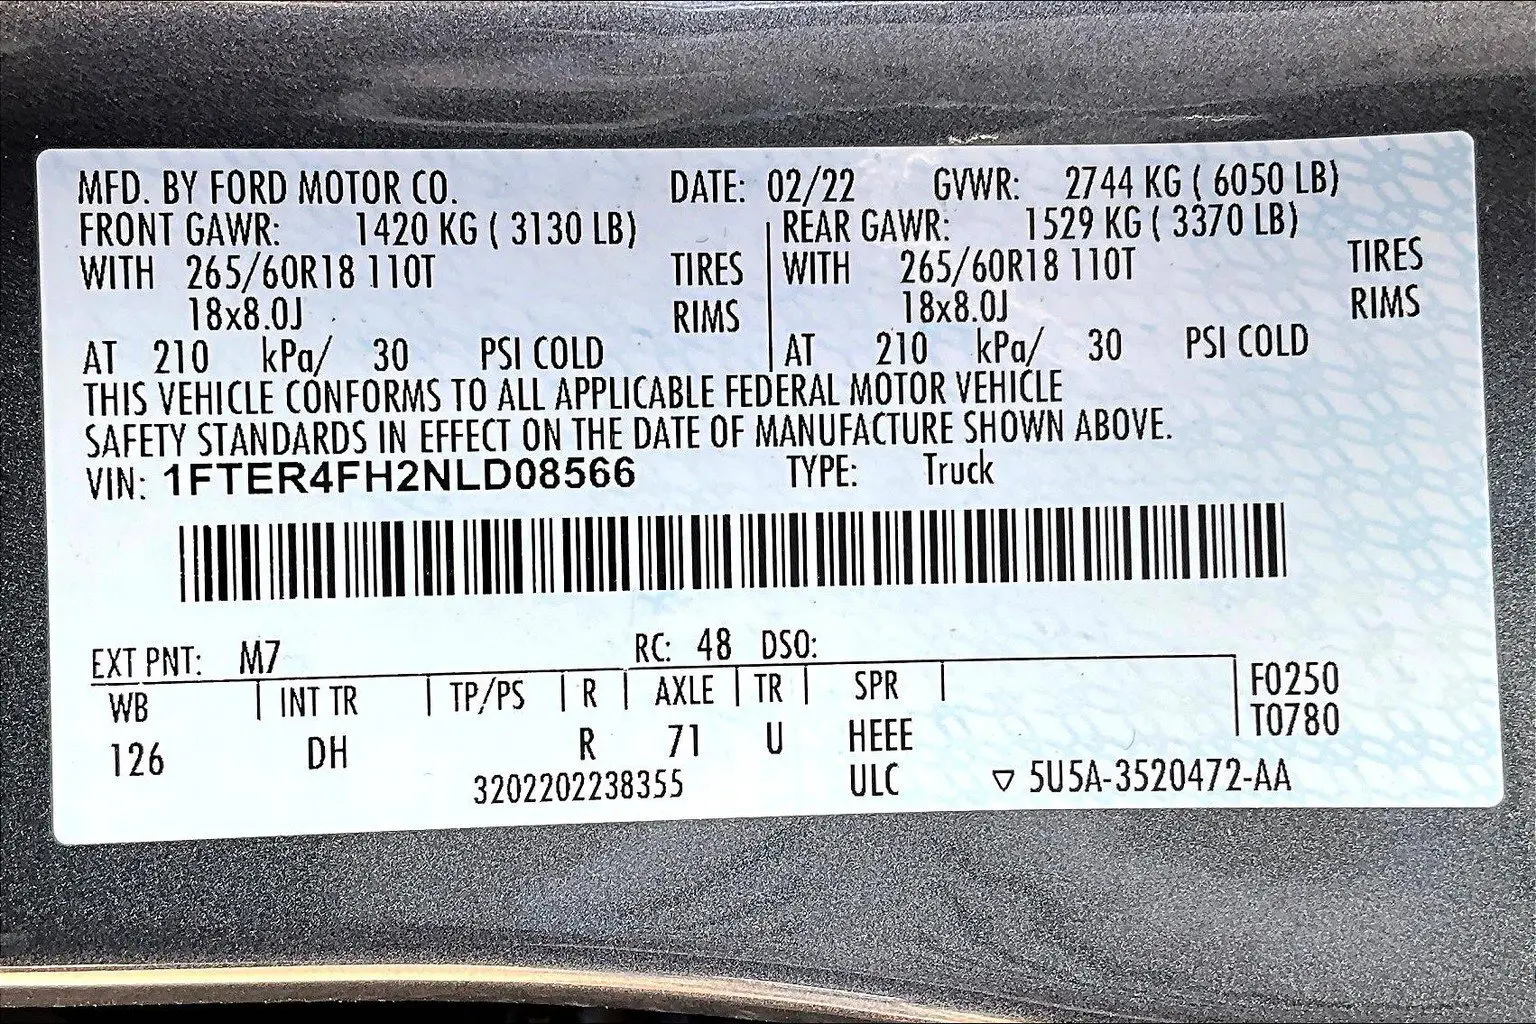 MFD. BY FORD MOTOR CO. DATE: 02/22 GVWR: 2744 KG ( 6050 LB)
FRONT GAWR: 1420 KG ( 3130 LB) REAR GAWR: 1529 KG ( 3370 LB)
WITH 265/60R18 110T TIRES WITH 265/60R18 110T TIRES
18x8.0J RIMS 18x8.0J RIMS
AT 210 kPa/ 30 PSI COLD AT 210 kPa/ 30 PSI COLD
THIS VEHICLE CONFORMS TO ALL APPLICABLE FEDERAL MOTOR VEHICLE
SAFETY STANDARDS IN EFFECT ON THE DATE OF MANUFACTURE SHOWN ABOVE.
VIN: 1FTER4FH2NLD08566 TYPE: Truck
EXT PNT: M7 RC: 48 DSO:
WB INT TR TP/PS R AXLE TR SPR F0250
T0780
126 DH R 71 U HEEE
3202202238355 ULC ▽ 5U5A-3520472-AA